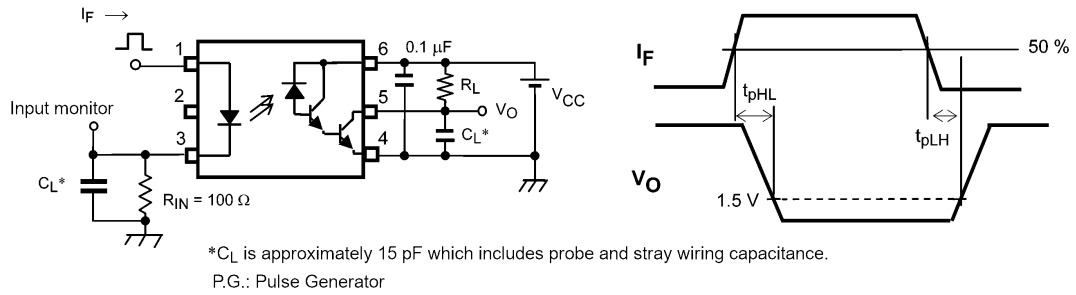 IF →
1
2
3
6
5
4
0.1 μF
RL
VCC
VO
CL*
Input monitor
CL*
RIN = 100 Ω
IF
50 %
tpHL
tpLH
VO
1.5 V
*CL is approximately 15 pF which includes probe and stray wiring capacitance.
P.G.: Pulse Generator